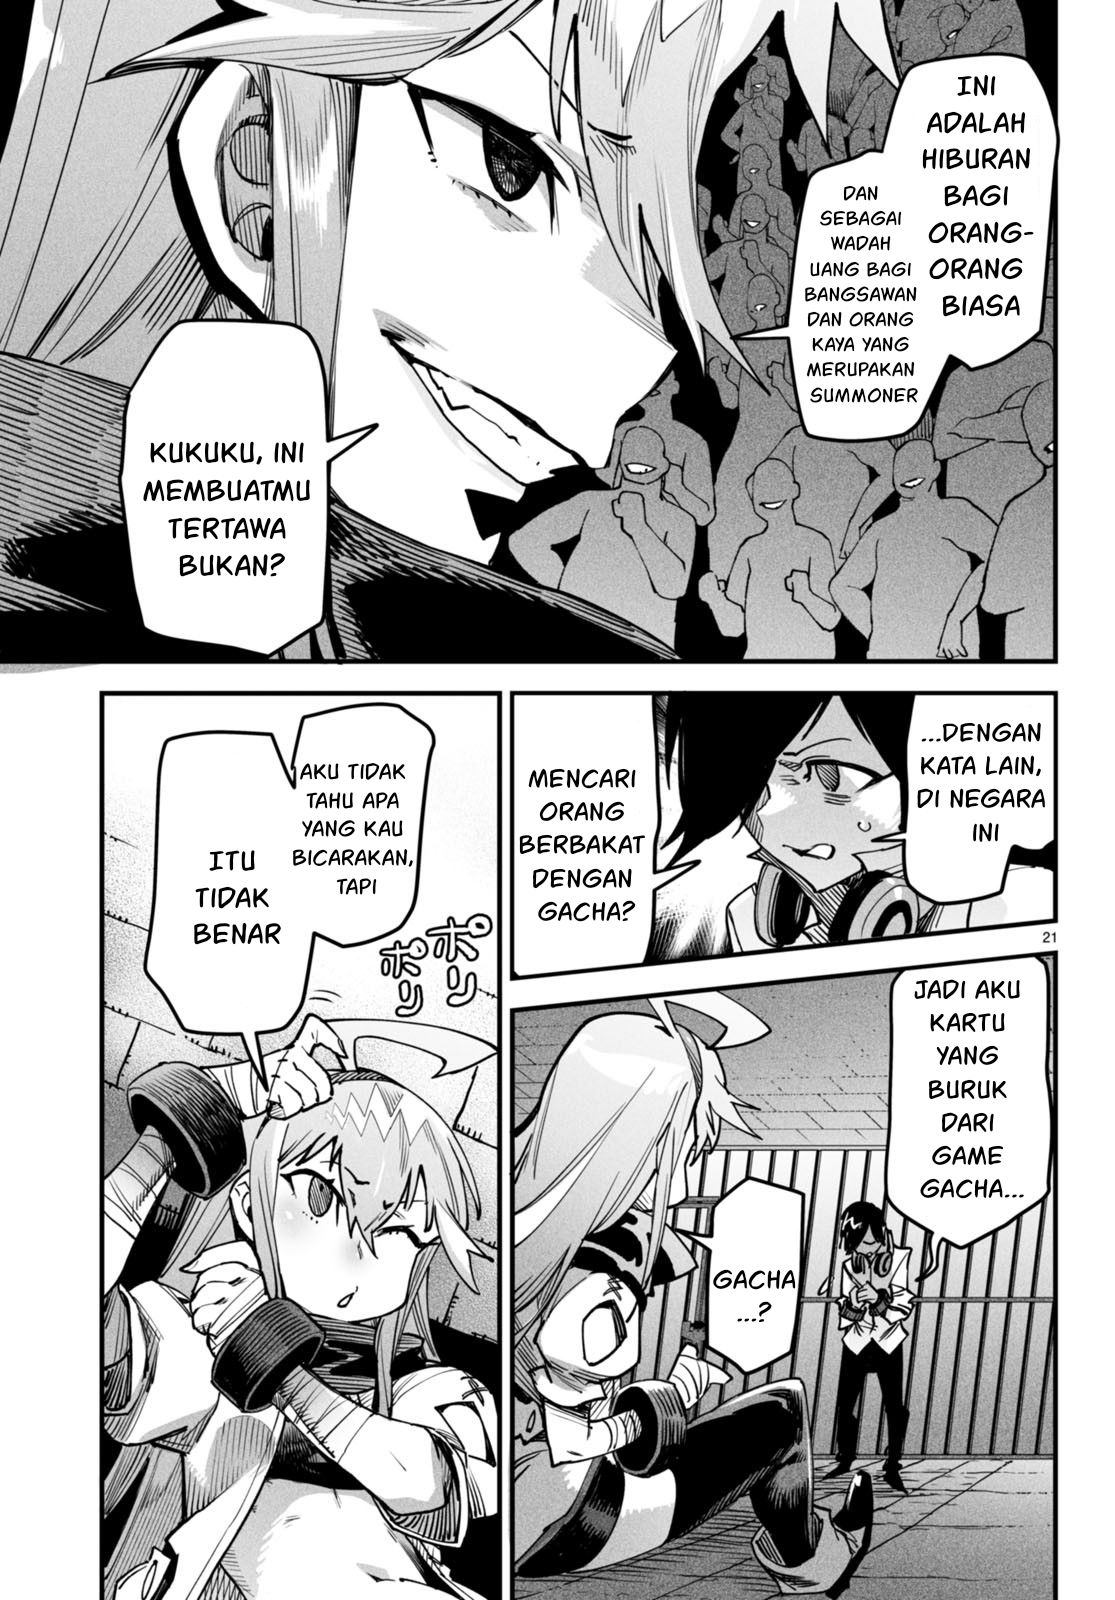 INI
ADALAH
HIBURAN
BAGI
ORANG-
ORANG
BIASA
DAN
SEBAGAI
WADAH
UANG BAGI
BANGSAWAN
DAN ORANG
KAYA YANG
MERUPAKAN
SUMMONER
KUKUKU, INI
MEMBUATMU
TERTAWA
BUKAN?
...DENGAN
KATA LAIN,
DI NEGARA
INI
MENCARI
ORANG
BERBAKAT
DENGAN
GACHA?
21
JADI AKU
KARTU
YANG
BURUK
DARI
GAME
GACHA...
GACHA
...?
AKU TIDAK
TAHU APA
YANG KAU
BICARAKAN,
TAPI
ITU
TIDAK
BENAR
ポリ
ポリ